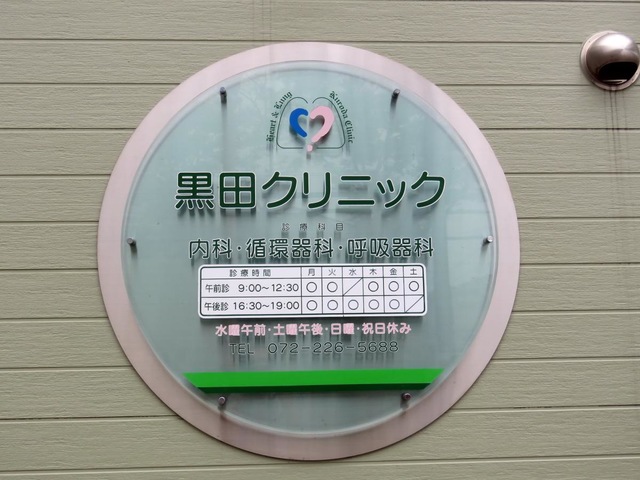 Heart & Lung Kuroda Clinic
黒田クリニック
診療科目
内科・循環器科・呼吸器科
診療時間 月 火 水 木 金 土
午前診 9:00〜12:30 ○ ○ ／ ○ ○ ○
午後診 16:30〜19:00 ○ ○ ○ ○ ○ ／
水曜午前・土曜午後・日曜・祝日休み
TEL 072-226-5688